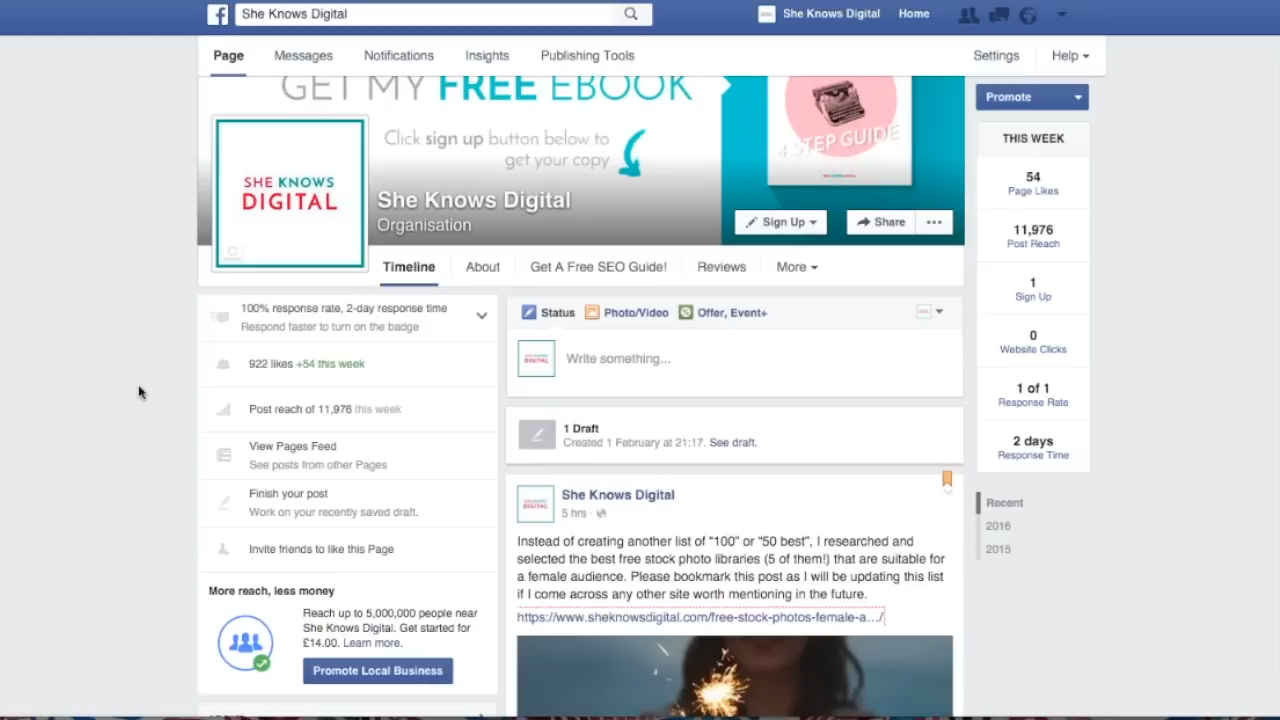 She Knows Digital
She Knows Digital
Home
Page
Messages
Notifications
Insights
Publishing Tools
Settings
Help
GET MY FREE EBOOK
Click sign up button below to
get your copy
4 STEP GUIDE
SHE KNOWS
DIGITAL
She Knows Digital
Organisation
Sign Up
Share
Timeline
About
Get A Free SEO Guide!
Reviews
More
Promote
THIS WEEK
54
Page Likes
11,976
Post Reach
1
Sign Up
0
Website Clicks
1 of 1
Response Rate
2 days
Response Time
Recent
2016
2015
100% response rate, 2-day response time
Respond faster to turn on the badge
922 likes +54 this week
Post reach of 11,976 this week
View Pages Feed
See posts from other Pages
Finish your post
Work on your recently saved draft.
Invite friends to like this Page
More reach, less money
Reach up to 5,000,000 people near
She Knows Digital. Get started for
£14.00. Learn more.
Promote Local Business
Status
Photo/Video
Offer, Event+
Write something...
1 Draft
Created 1 February at 21:17. See draft.
She Knows Digital
5 hrs ·
Instead of creating another list of "100" or "50 best", I researched and
selected the best free stock photo libraries (5 of them!) that are suitable for
a female audience. Please bookmark this post as I will be updating this list
if I come across any other site worth mentioning in the future.
https://www.sheknowsdigital.com/free-stock-photos-female-a.../